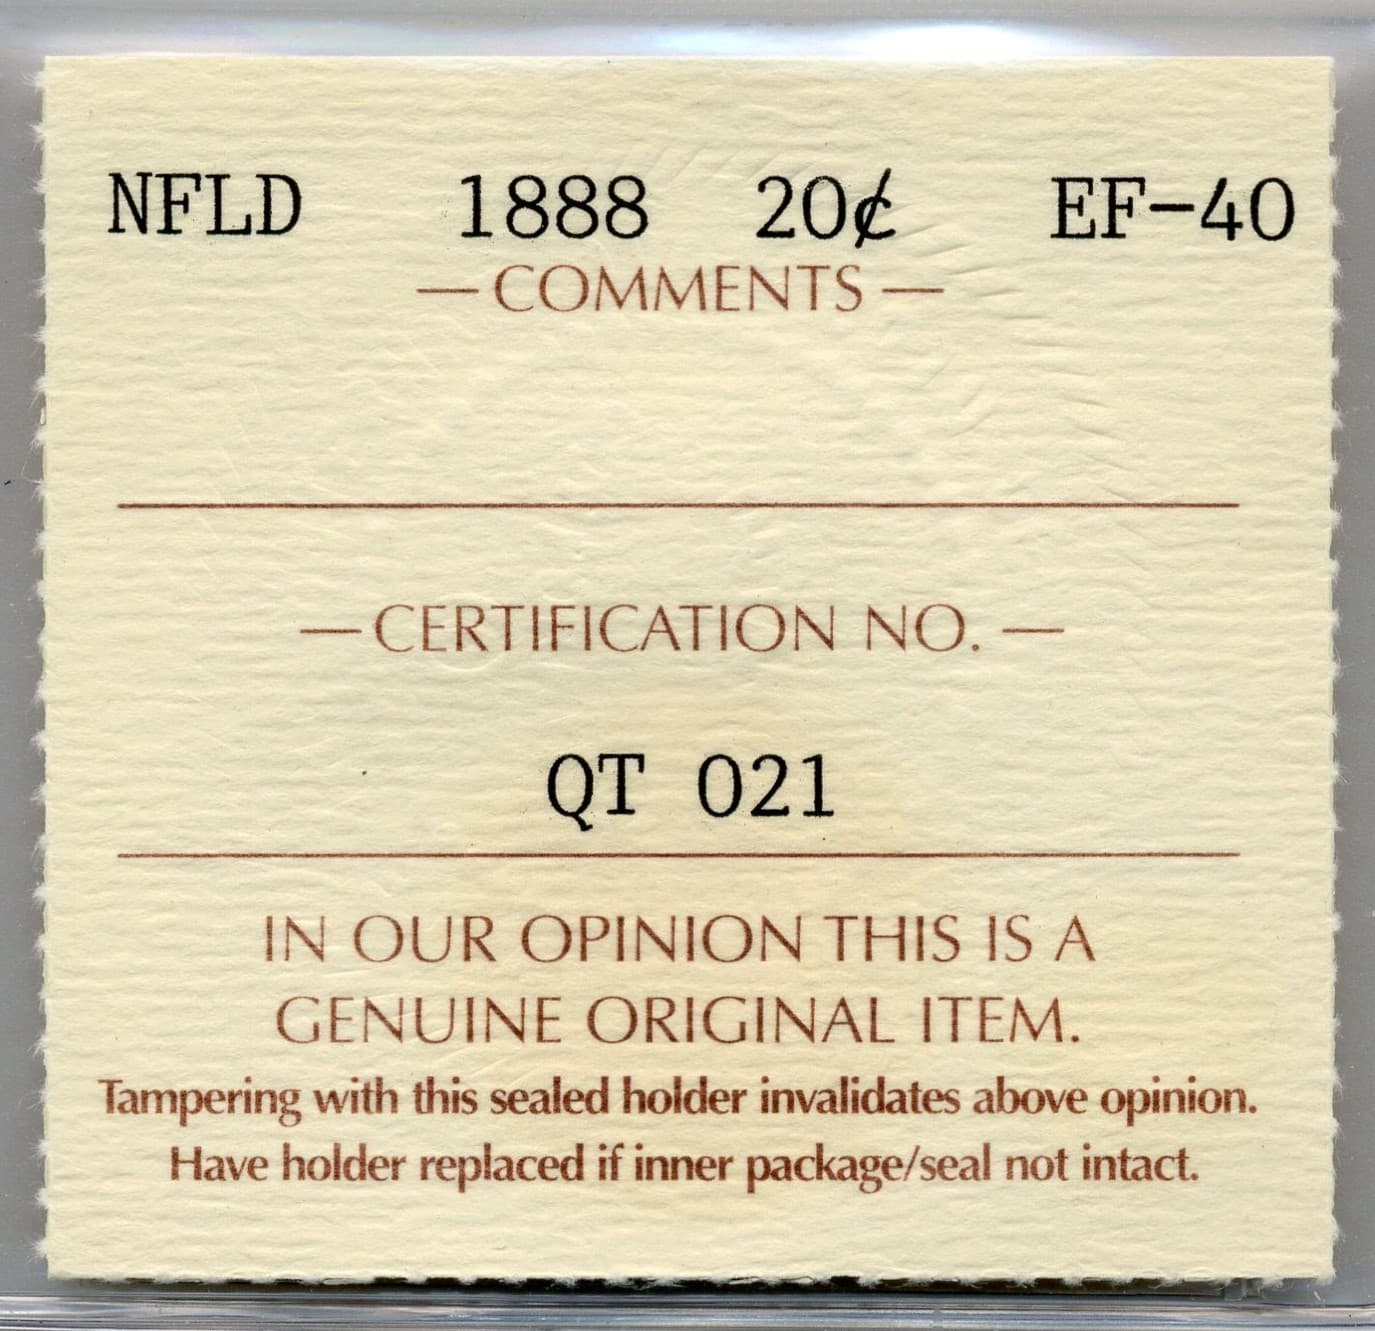 NFLD 1888 20¢ EF-40
— COMMENTS —
— CERTIFICATION NO. —
QT 021
IN OUR OPINION THIS IS A
GENUINE ORIGINAL ITEM.
Tampering with this sealed holder invalidates above opinion.
Have holder replaced if inner package/seal not intact.